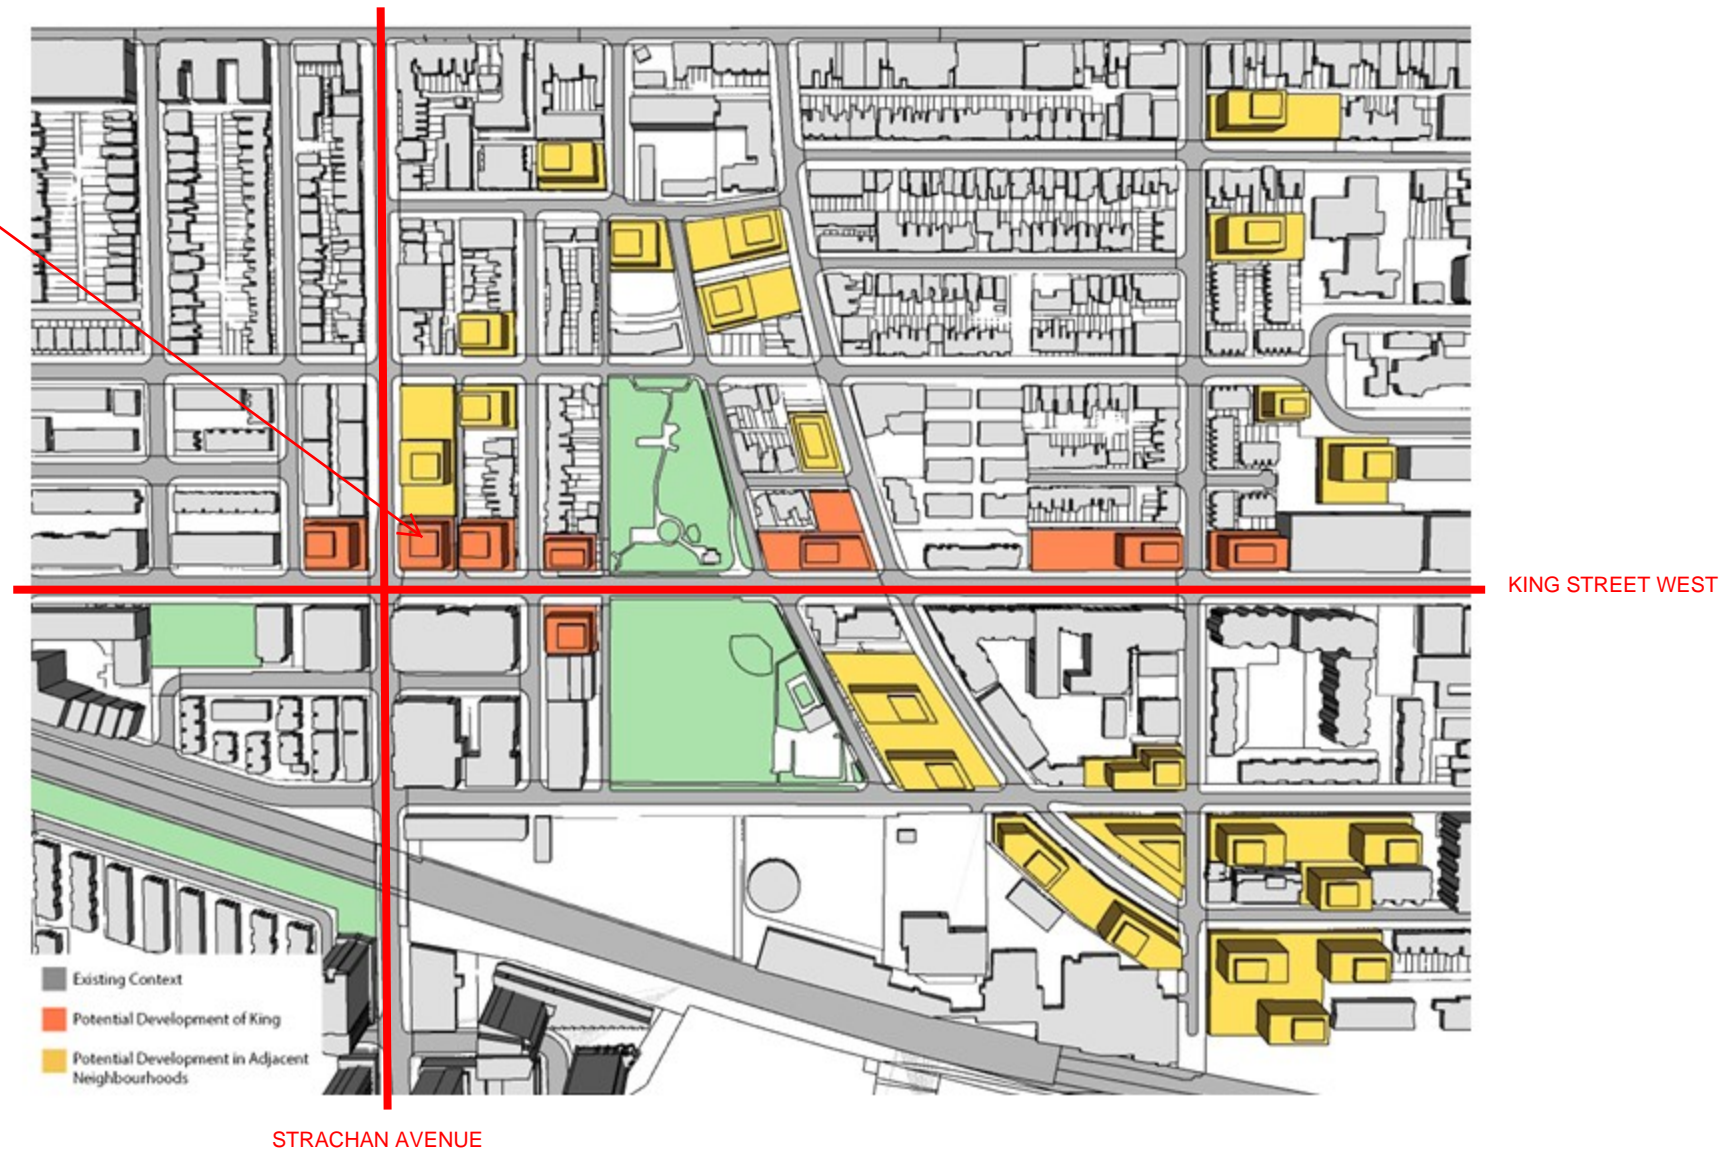 KING STREET WEST
Existing Context
Potential Development of King
Potential Development in Adjacent
Neighbourhoods
STRACHAN AVENUE